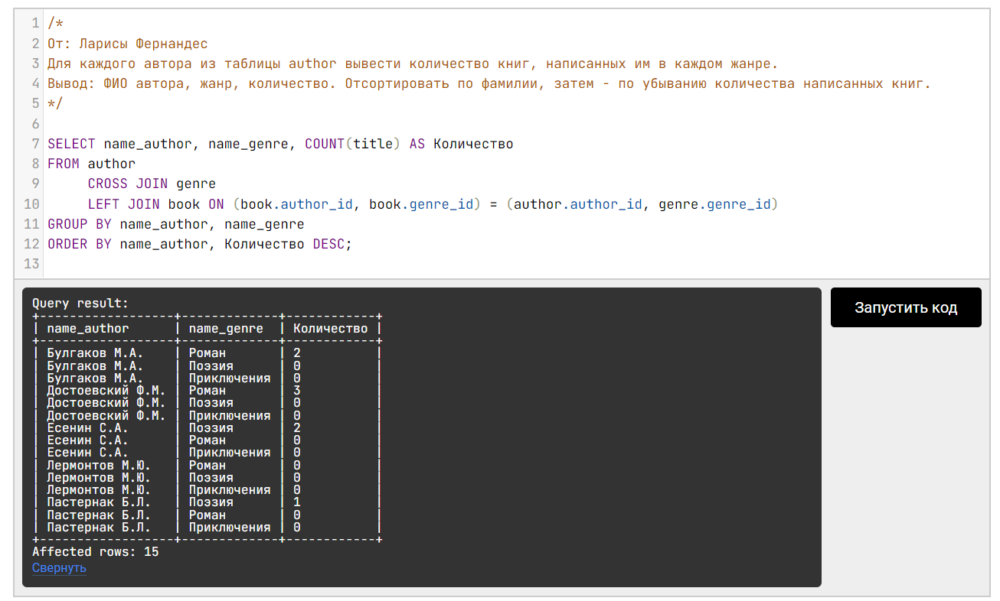 1 /*
2 От: Ларисы Фернандес
3 Для каждого автора из таблицы author вывести количество книг, написанных им в каждом жанре.
4 Вывод: ФИО автора, жанр, количество. Отсортировать по фамилии, затем - по убыванию количества написанных книг.
5 */
6
7 SELECT name_author, name_genre, COUNT(title) AS Количество
8 FROM author
9      CROSS JOIN genre
10      LEFT JOIN book ON (book.author_id, book.genre_id) = (author.author_id, genre.genre_id)
11 GROUP BY name_author, name_genre
12 ORDER BY name_author, Количество DESC;
13
Запустить код
Query result:
+------------------+-------------+------------+
| name_author      | name_genre  | Количество |
+------------------+-------------+------------+
| Булгаков М.А.    | Роман       | 2          |
| Булгаков М.А.    | Поэзия      | 0          |
| Булгаков М.А.    | Приключения | 0          |
| Достоевский Ф.М. | Роман       | 3          |
| Достоевский Ф.М. | Поэзия      | 0          |
| Достоевский Ф.М. | Приключения | 0          |
| Есенин С.А.      | Поэзия      | 2          |
| Есенин С.А.      | Роман       | 0          |
| Есенин С.А.      | Приключения | 0          |
| Лермонтов М.Ю.   | Роман       | 0          |
| Лермонтов М.Ю.   | Поэзия      | 0          |
| Лермонтов М.Ю.   | Приключения | 0          |
| Пастернак Б.Л.   | Поэзия      | 1          |
| Пастернак Б.Л.   | Роман       | 0          |
| Пастернак Б.Л.   | Приключения | 0          |
+------------------+-------------+------------+
Affected rows: 15
Свернуть